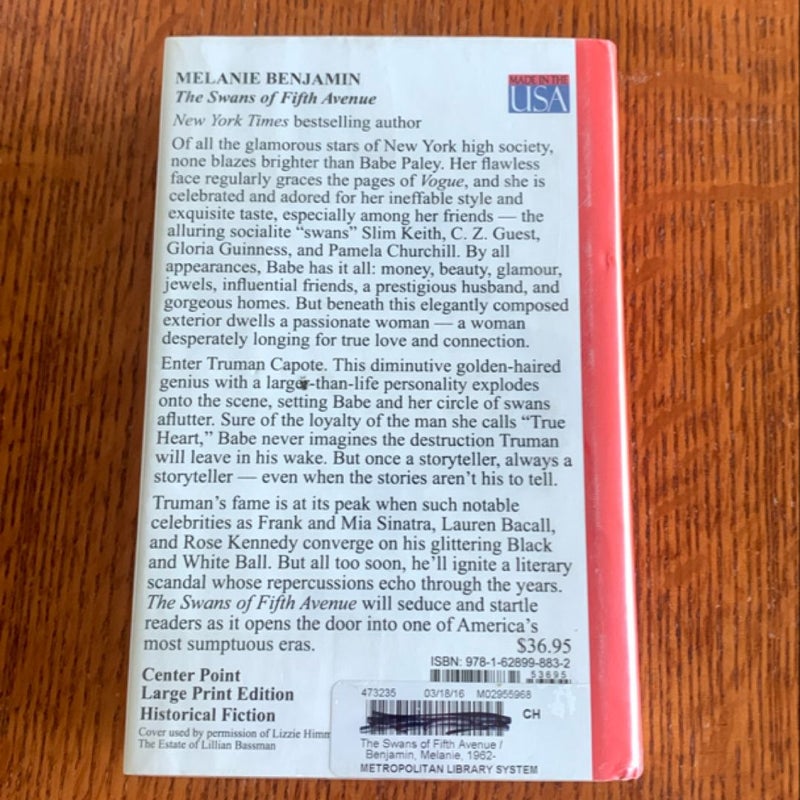 MELANIE BENJAMIN
The Swans of Fifth Avenue
MADE IN THE
USA
New York Times bestselling author
Of all the glamorous stars of New York high society,
none blazes brighter than Babe Paley. Her flawless
face regularly graces the pages of Vogue, and she is
celebrated and adored for her ineffable style and
exquisite taste, especially among her friends — the
alluring socialite “swans” Slim Keith, C. Z. Guest,
Gloria Guinness, and Pamela Churchill. By all
appearances, Babe has it all: money, beauty, glamour,
jewels, influential friends, a prestigious husband, and
gorgeous homes. But beneath this elegantly composed
exterior dwells a passionate woman — a woman
desperately longing for true love and connection.
Enter Truman Capote. This diminutive golden-haired
genius with a larger-than-life personality explodes
onto the scene, setting Babe and her circle of swans
aflutter. Sure of the loyalty of the man she calls “True
Heart,” Babe never imagines the destruction Truman
will leave in his wake. But once a storyteller, always a
storyteller — even when the stories aren’t his to tell.
Truman’s fame is at its peak when such notable
celebrities as Frank and Mia Sinatra, Lauren Bacall,
and Rose Kennedy converge on his glittering Black
and White Ball. But all too soon, he’ll ignite a literary
scandal whose repercussions echo through the years.
The Swans of Fifth Avenue will seduce and startle
readers as it opens the door into one of America’s
most sumptuous eras.
$36.95
ISBN: 978-1-62899-883-2
53695
Center Point
Large Print Edition
Historical Fiction
Cover used by permission of Lizzie Himm
The Estate of Lillian Bassman
473235 03/18/16 M02955968
CH
The Swans of Fifth Avenue /
Benjamin, Melanie, 1962-
METROPOLITAN LIBRARY SYSTEM